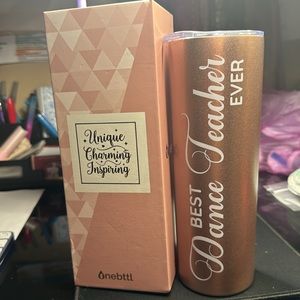 Unique
Charming
Inspiring
onebttl
BEST
Dance Teacher
EVER